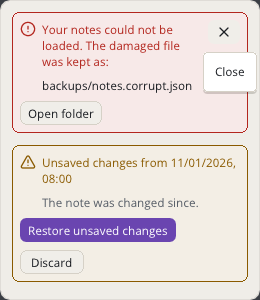 Your notes could not be
loaded. The damaged file
was kept as:
backups/notes.corrupt.json
Close
Open folder
Unsaved changes from 11/01/2026,
08:00
The note was changed since.
Restore unsaved changes
Discard